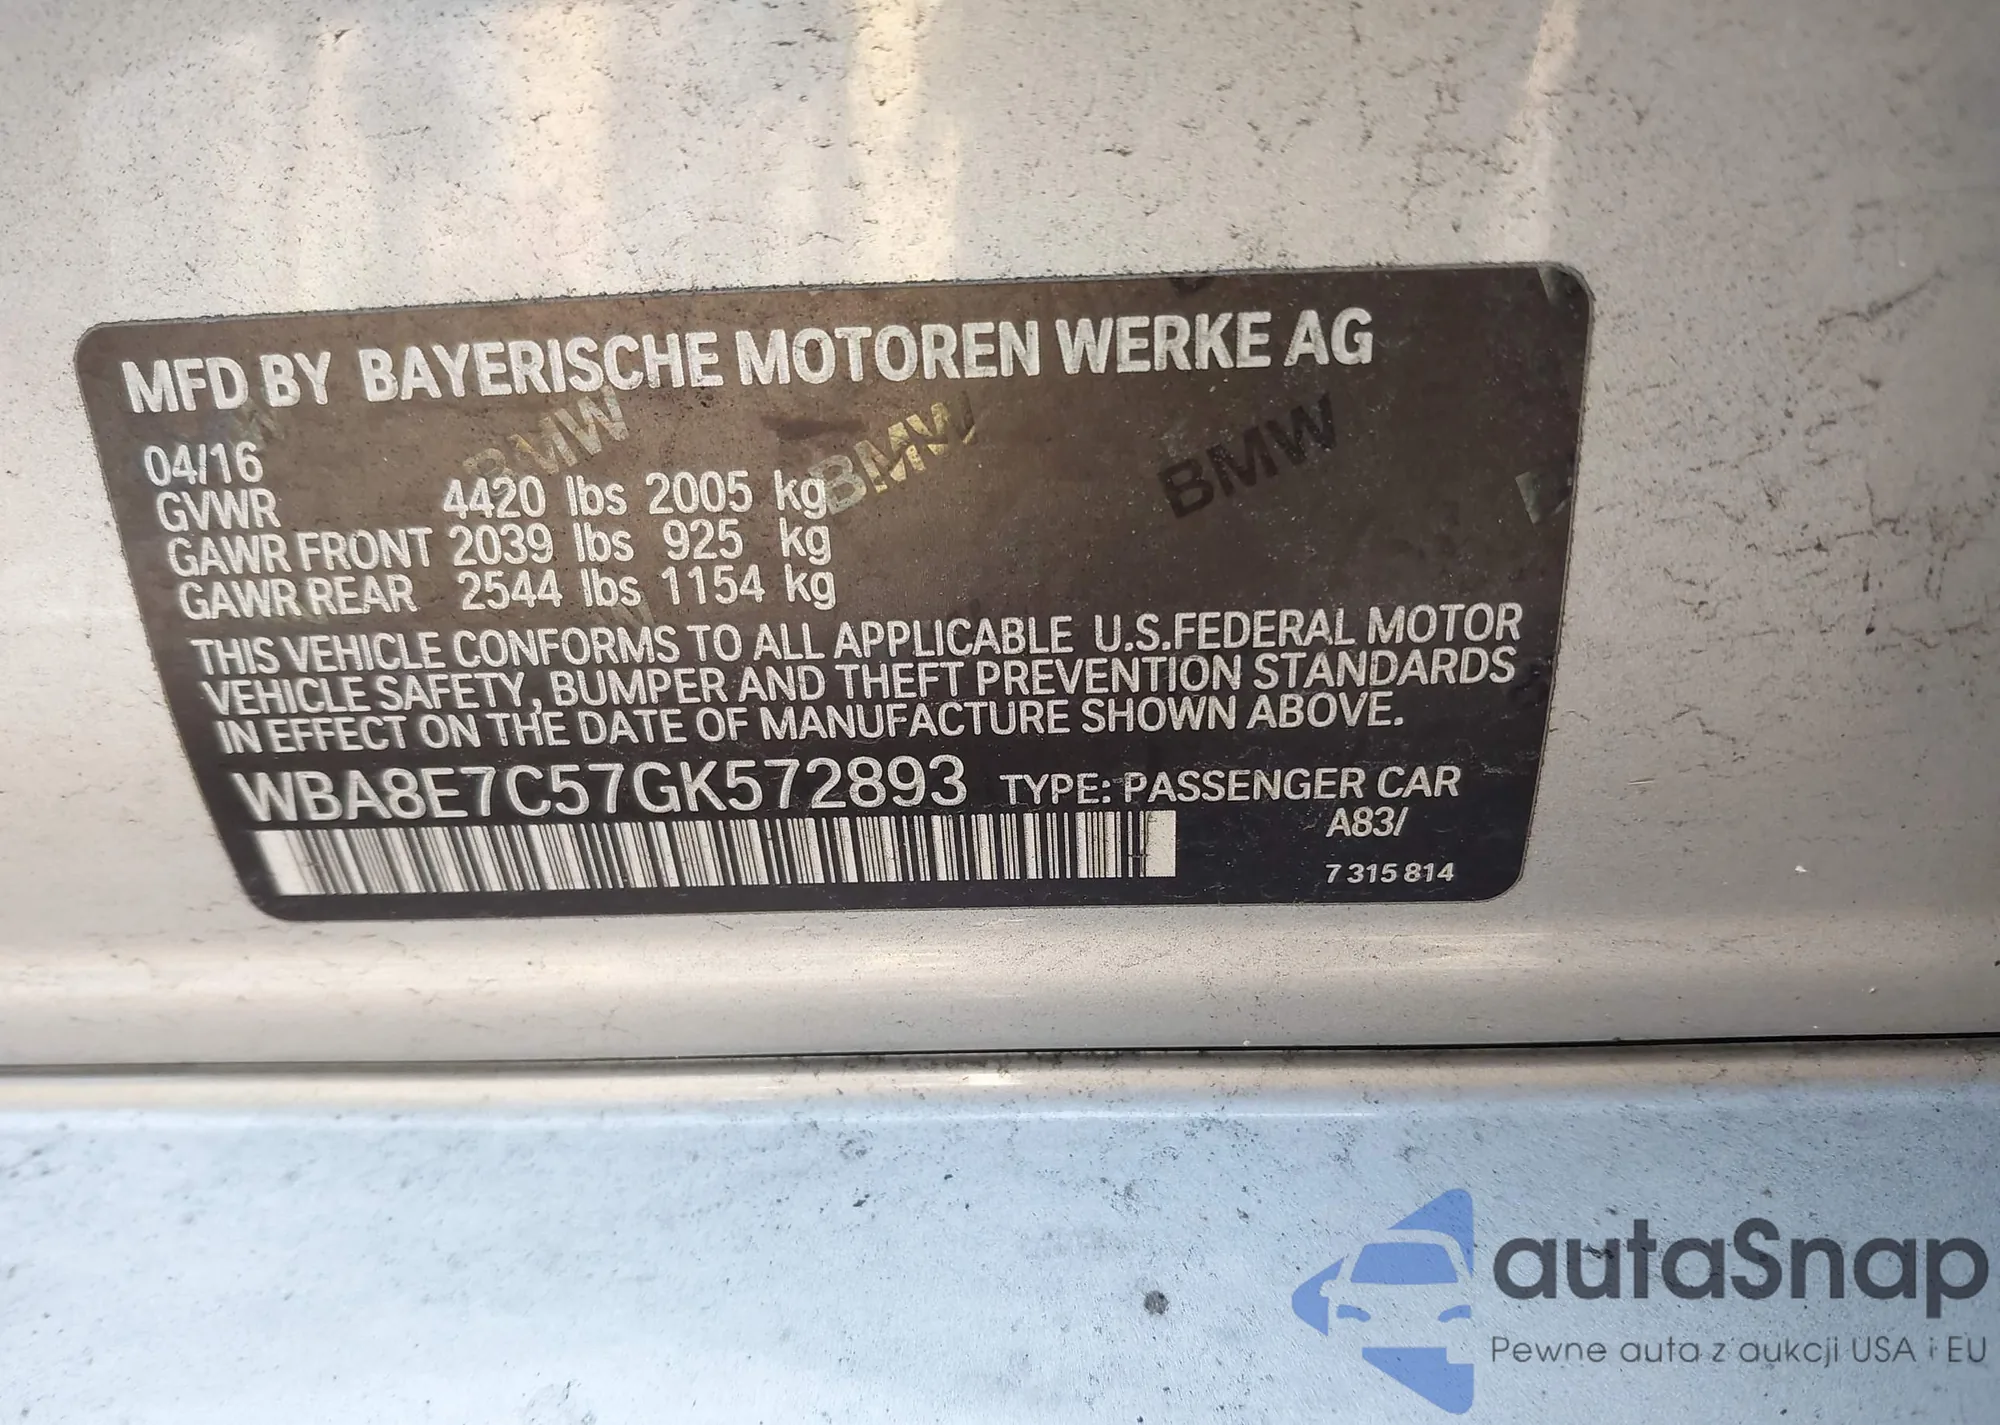 MFD BY BAYERISCHE MOTOREN WERKE AG
BMW BMW BMW
04/16
GVWR 4420 lbs 2005 kg
GAWR FRONT 2039 lbs 925 kg
GAWR REAR 2544 lbs 1154 kg
THIS VEHICLE CONFORMS TO ALL APPLICABLE U.S.FEDERAL MOTOR
VEHICLE SAFETY, BUMPER AND THEFT PREVENTION STANDARDS
IN EFFECT ON THE DATE OF MANUFACTURE SHOWN ABOVE.
WBA8E7C57GK572893 TYPE: PASSENGER CAR
A83/
7 315 814
autaSnap
Pewne auta z aukcji USA i EU